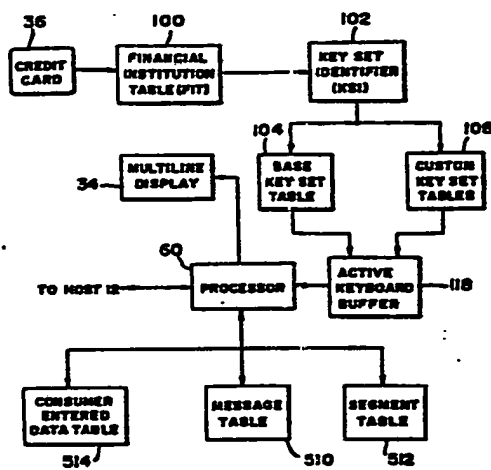 36
100
102
CREDIT
CARD
FINANCIAL
INSTITUTION
TABLE (FIT)
KEY SET
IDENTIFIER
(KSI)
104
108
MULTILINE
DISPLAY
34
BASE
KEY SET
TABLE
CUSTOM
KEY SET
TABLES
60
TO HOST 12
PROCESSOR
ACTIVE
KEYBOARD
BUFFER
118
CONSUMER
ENTERED
DATA TABLE
MESSAGE
TABLE
SEGMENT
TABLE
514
510
512